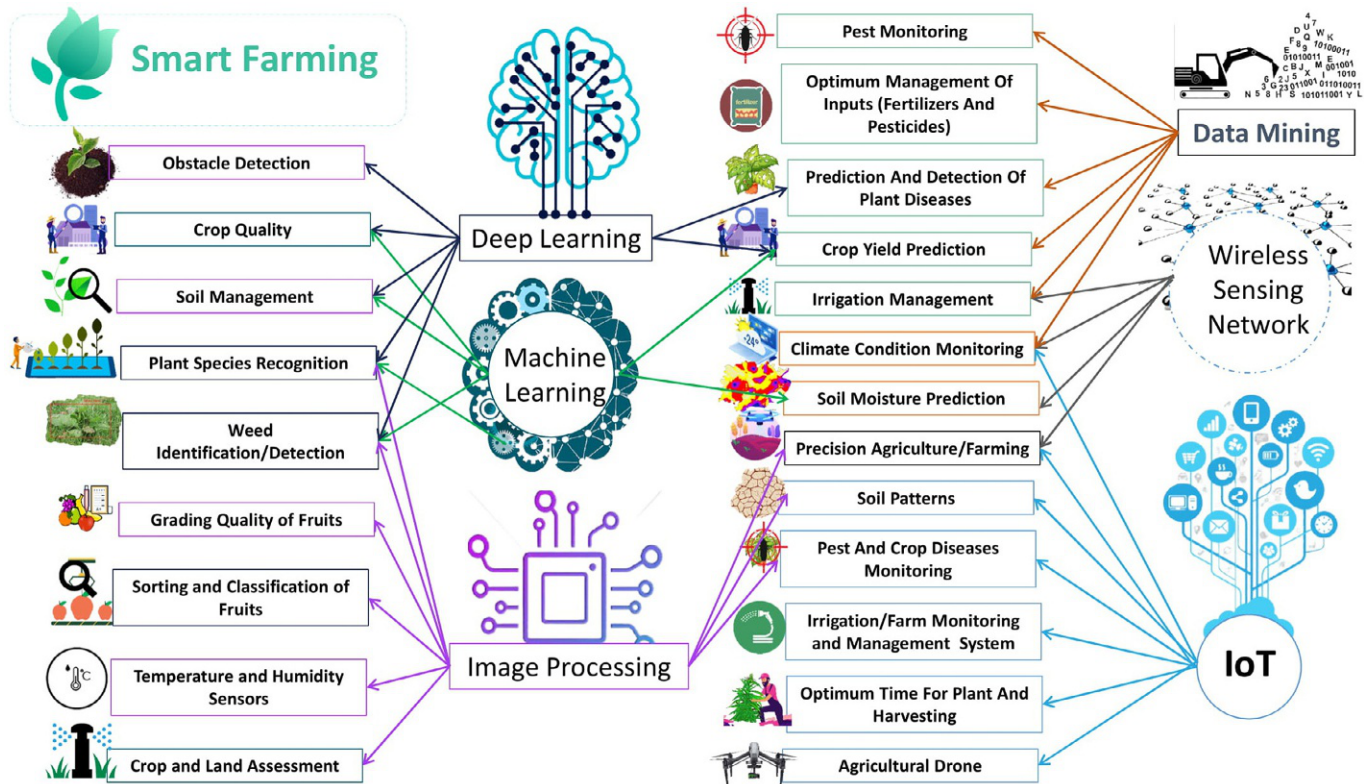 Smart Farming
Obstacle Detection
Crop Quality
Soil Management
Plant Species Recognition
Weed
Identification/Detection
Grading Quality of Fruits
Sorting and Classification of
Fruits
Temperature and Humidity
Sensors
°C
Crop and Land Assessment
Deep Learning
Machine
Learning
Image Processing
Pest Monitoring
Optimum Management Of
Inputs (Fertilizers And
Pesticides)
fertilizer
Prediction And Detection Of
Plant Diseases
Crop Yield Prediction
Irrigation Management
Climate Condition Monitoring
Soil Moisture Prediction
Precision Agriculture/Farming
Soil Patterns
Pest And Crop Diseases
Monitoring
Irrigation/Farm Monitoring
and Management System
Optimum Time For Plant And
Harvesting
Agricultural Drone
Data Mining
Wireless
Sensing
Network
IoT